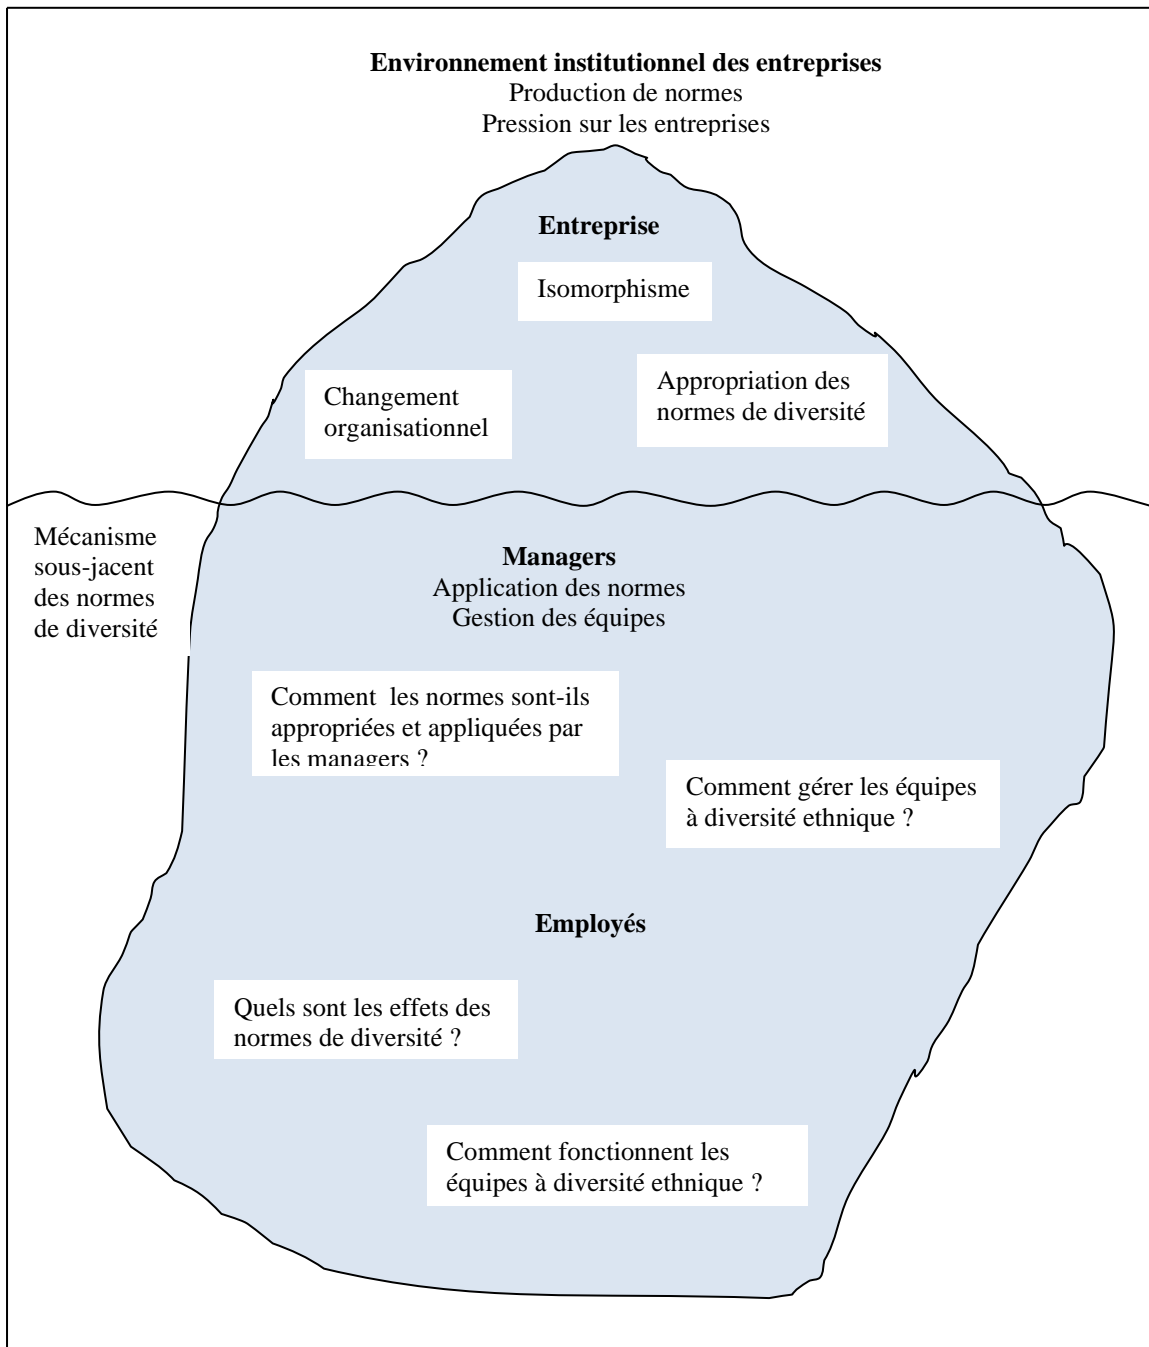 Environnement institutionnel des entreprises
Production de normes
Pression sur les entreprises
Entreprise
Isomorphisme
Changement
organisationnel
Appropriation des
normes de diversité
Mécanisme
sous-jacent
des normes
de diversité
Managers
Application des normes
Gestion des équipes
Comment les normes sont-ils
appropriées et appliquées par
les managers ?
Comment gérer les équipes
à diversité ethnique ?
Employés
Quels sont les effets des
normes de diversité ?
Comment fonctionnent les
équipes à diversité ethnique ?